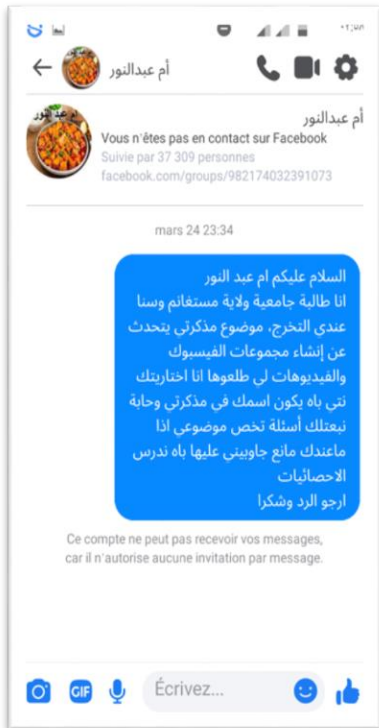 أم عبدالنور
أم عبدالنور
أم عبدالنور
Vous n'êtes pas en contact sur Facebook
Suivie par 37 309 personnes
facebook.com/groups/982174032391073
mars 24 23:34
السلام عليكم ام عبد النور
انا طالبة جامعية ولاية مستغانم وسنا
عندي التخرج، موضوع مذكرتي يتحدث
عن إنشاء مجموعات الفيسبوك
والفيديوهات لي طلعوها انا اختاريتك
نتي باه يكون اسمك في مذكرتي وحابة
نبعتلك أسئلة تخص موضوعي اذا
ماعندك مانع جاوبيني عليها باه ندرس
الاحصائيات
ارجو الرد وشكرا
Ce compte ne peut pas recevoir vos messages,
car il n'autorise aucune invitation par message.
GIF
Écrivez...